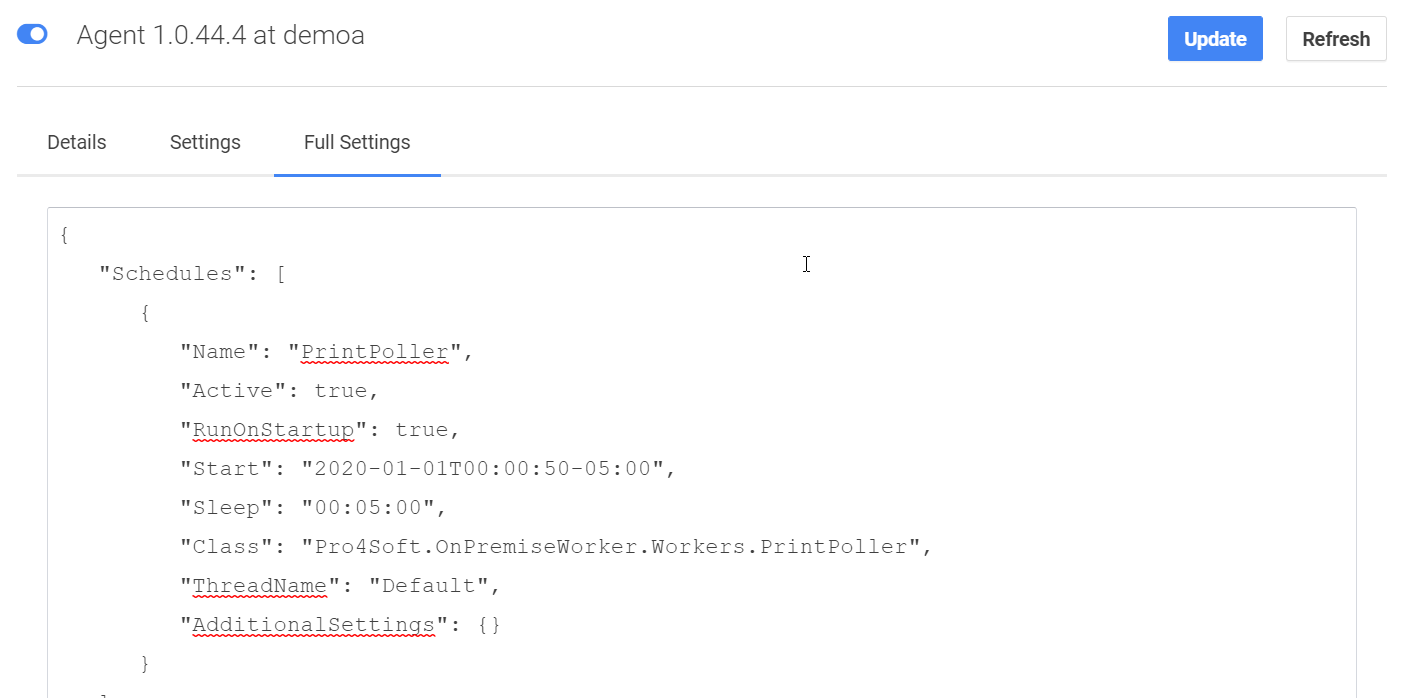 Agent 1.0.44.4 at demoa
Update
Refresh
Details
Settings
Full Settings
{
"Schedules": [
{
"Name": "PrintPoller",
"Active": true,
"RunOnStartup": true,
"Start": "2020-01-01T00:00:50-05:00",
"Sleep": "00:05:00",
"Class": "Pro4Soft.OnPremiseWorker.Workers.PrintPoller",
"ThreadName": "Default",
"AdditionalSettings": {}
}